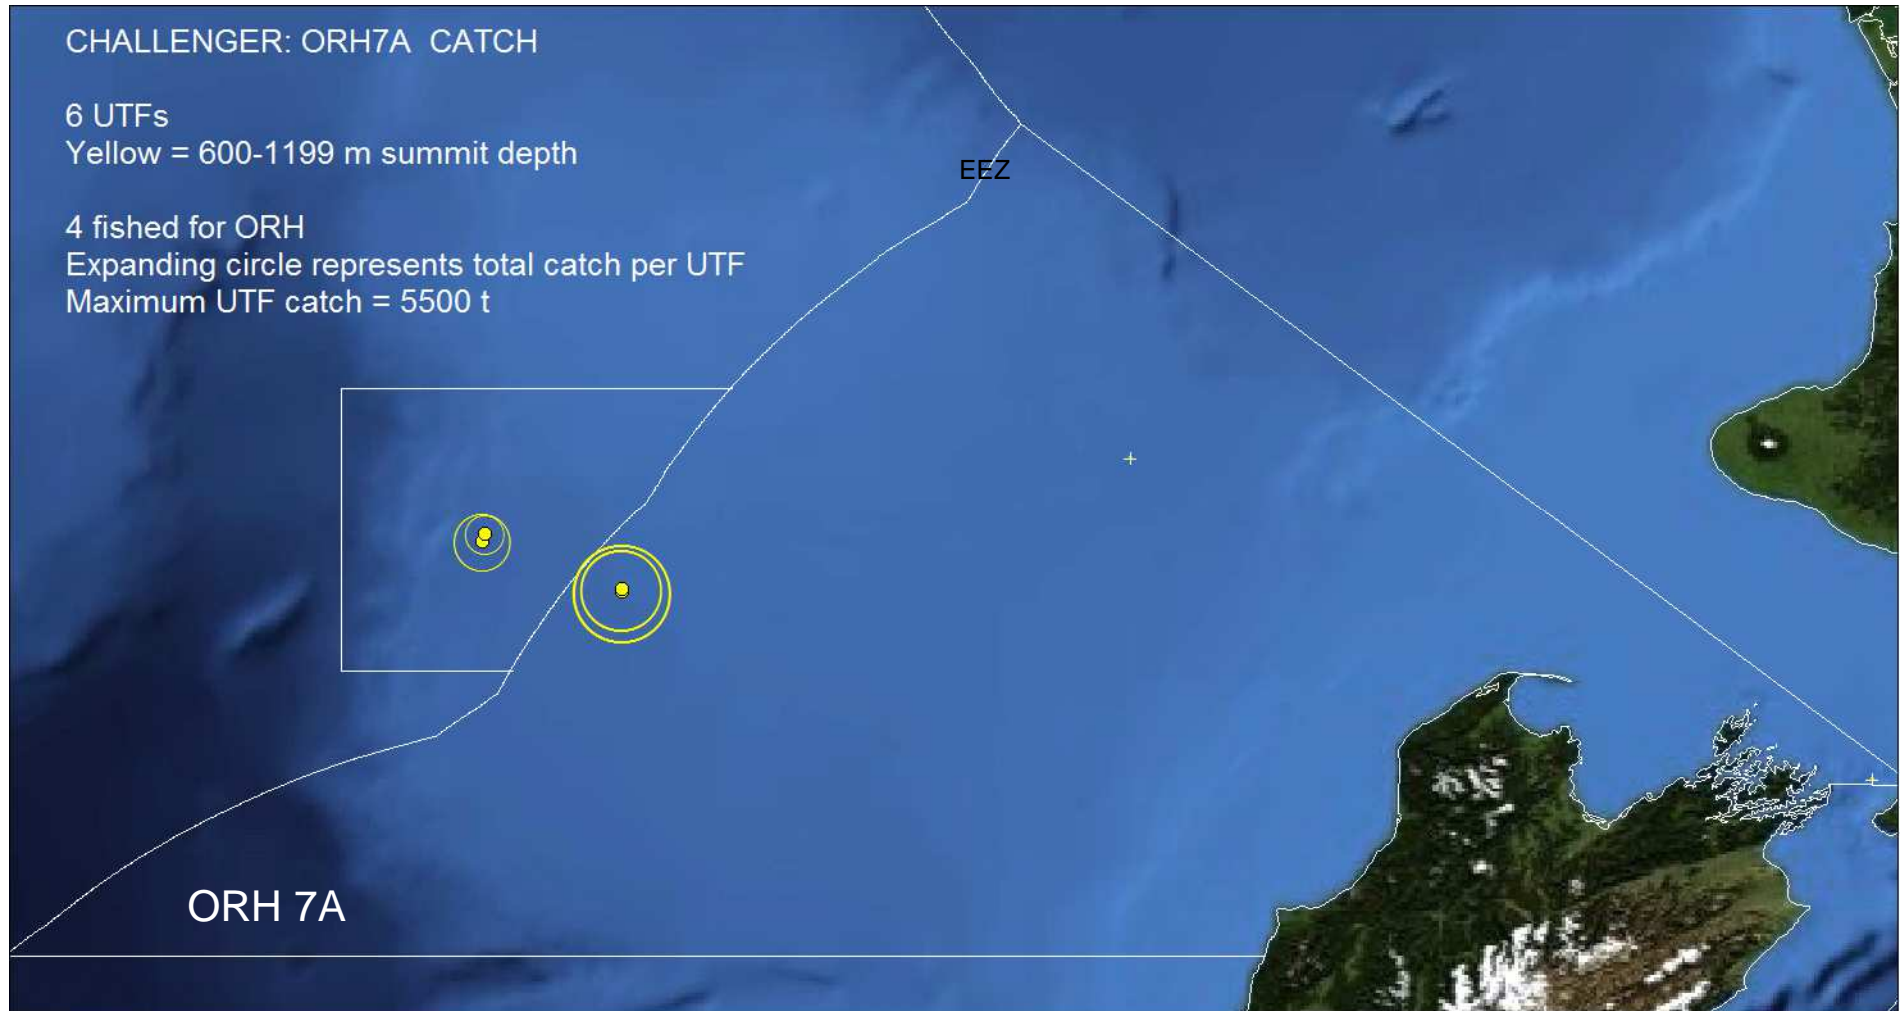 CHALLENGER: ORH7A CATCH
6 UTFs
Yellow = 600-1199 m summit depth
4 fished for ORH
Expanding circle represents total catch per UTF
Maximum UTF catch = 5500 t
EEZ
ORH 7A